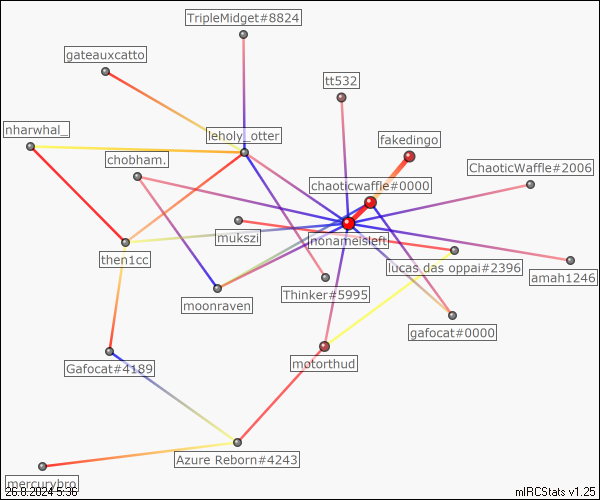 TripleMidget#8824
gateauxcatto
tt532
nharwhal_
leholy_otter
fakedingo
chobham.
ChaoticWaffle#2006
chaoticwaffle#0000
mukszi
nonameisleft
then1cc
lucas das oppai#2396
amah1246
moonraven
Thinker#5995
gafocat#0000
Gafocat#4189
motorthud
Azure Reborn#4243
mercurybro
26.8.2024 5:36
mIRCStats v1.25